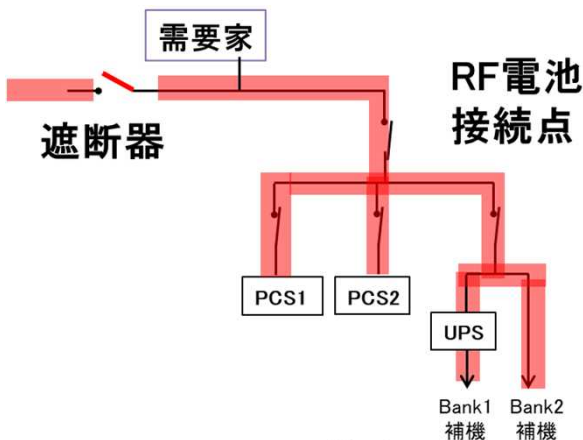 需要家
RF電池
接続点
遮断器
PCS1
PCS2
UPS
Bank1
補機
Bank2
補機